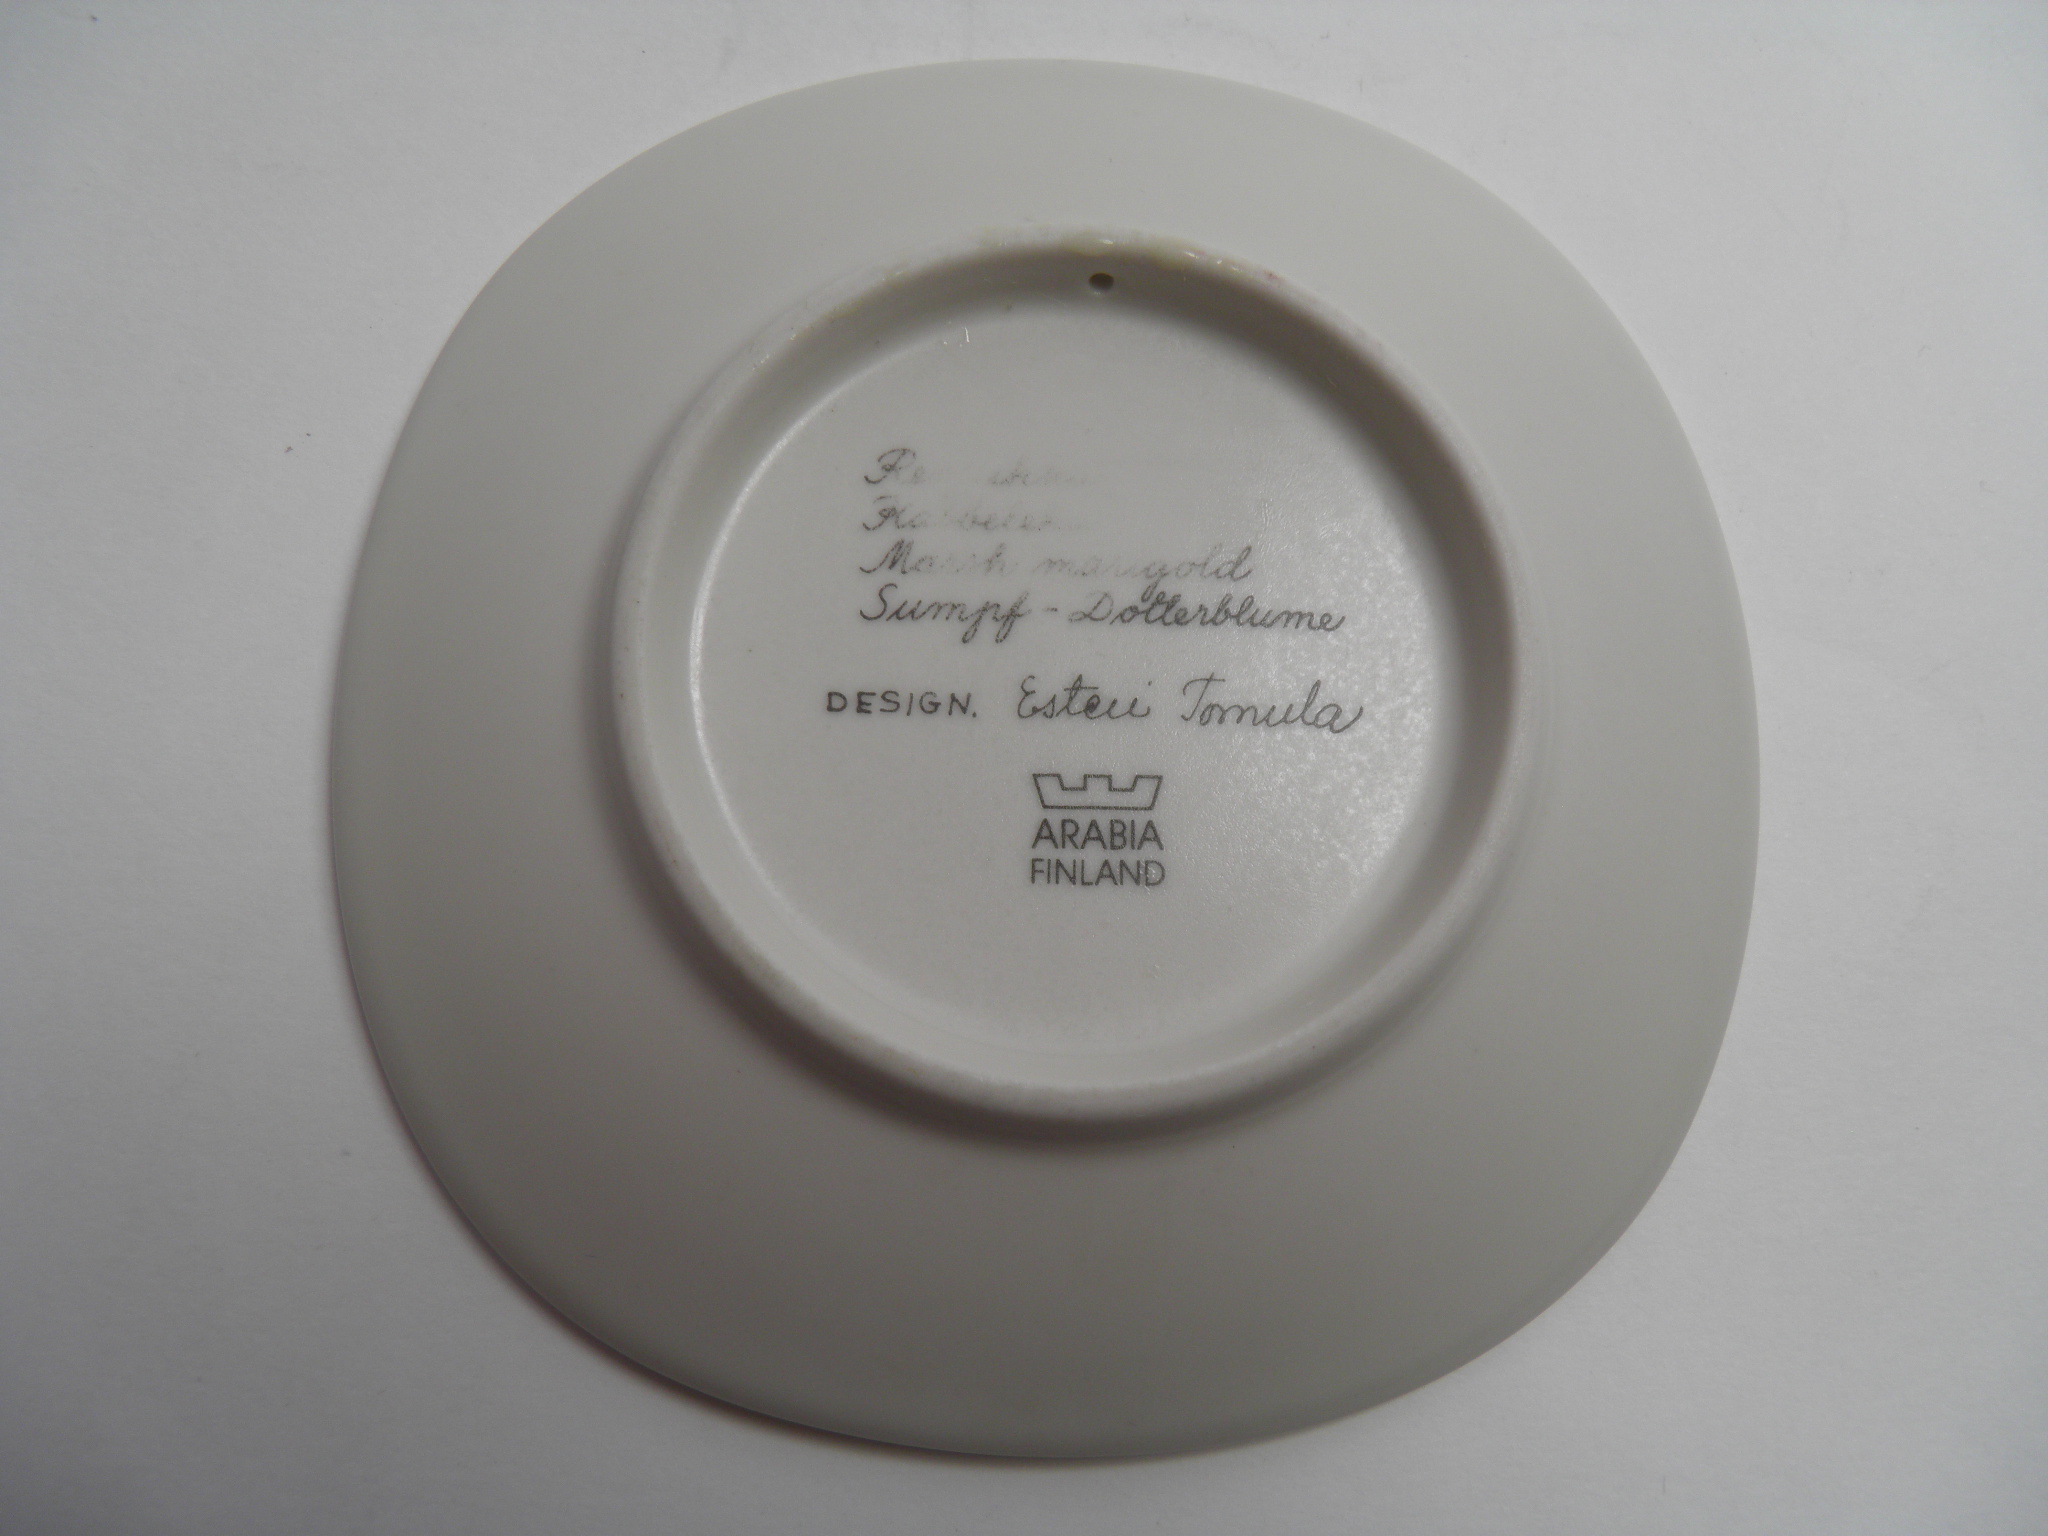 Marsh marigold
Sumpf - Dotterblume
DESIGN. Esteri Tomula
ARABIA
FINLAND